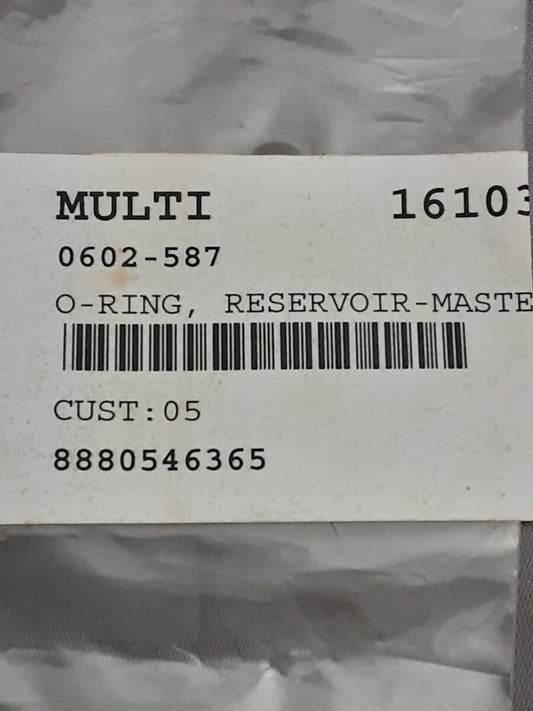 MULTI 16103
0602-587
O-RING, RESERVOIR-MASTE
CUST:05
8880546365